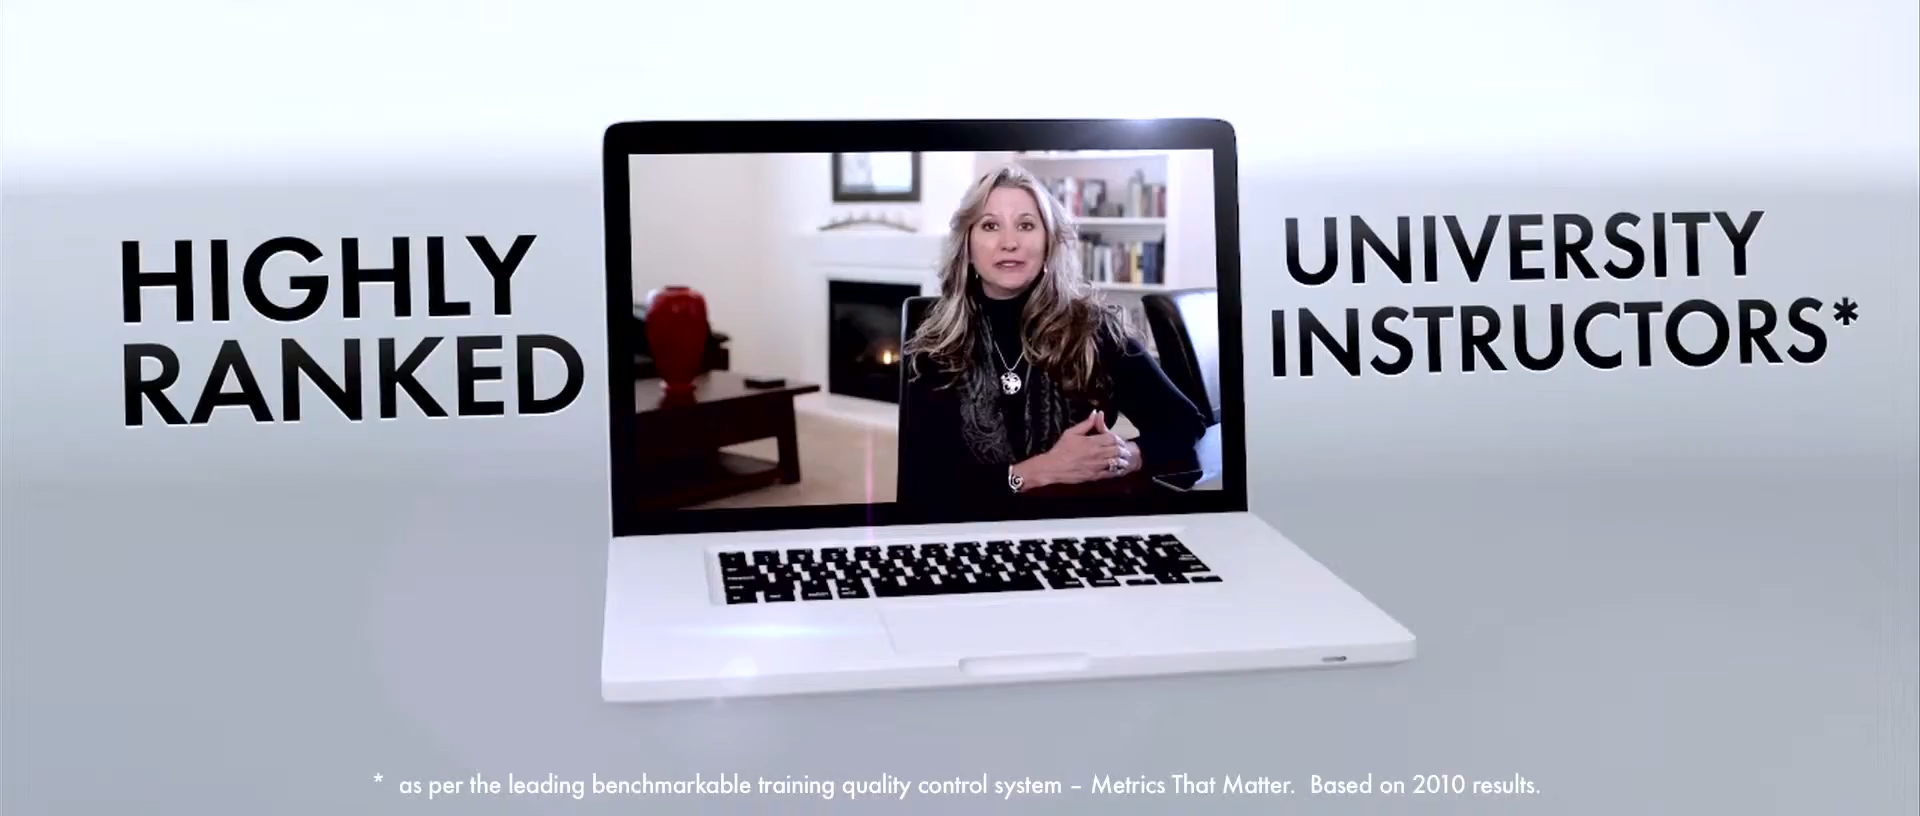 HIGHLY
RANKED
UNIVERSITY
INSTRUCTORS*
* as per the leading benchmarkable training quality control system – Metrics That Matter. Based on 2010 results.